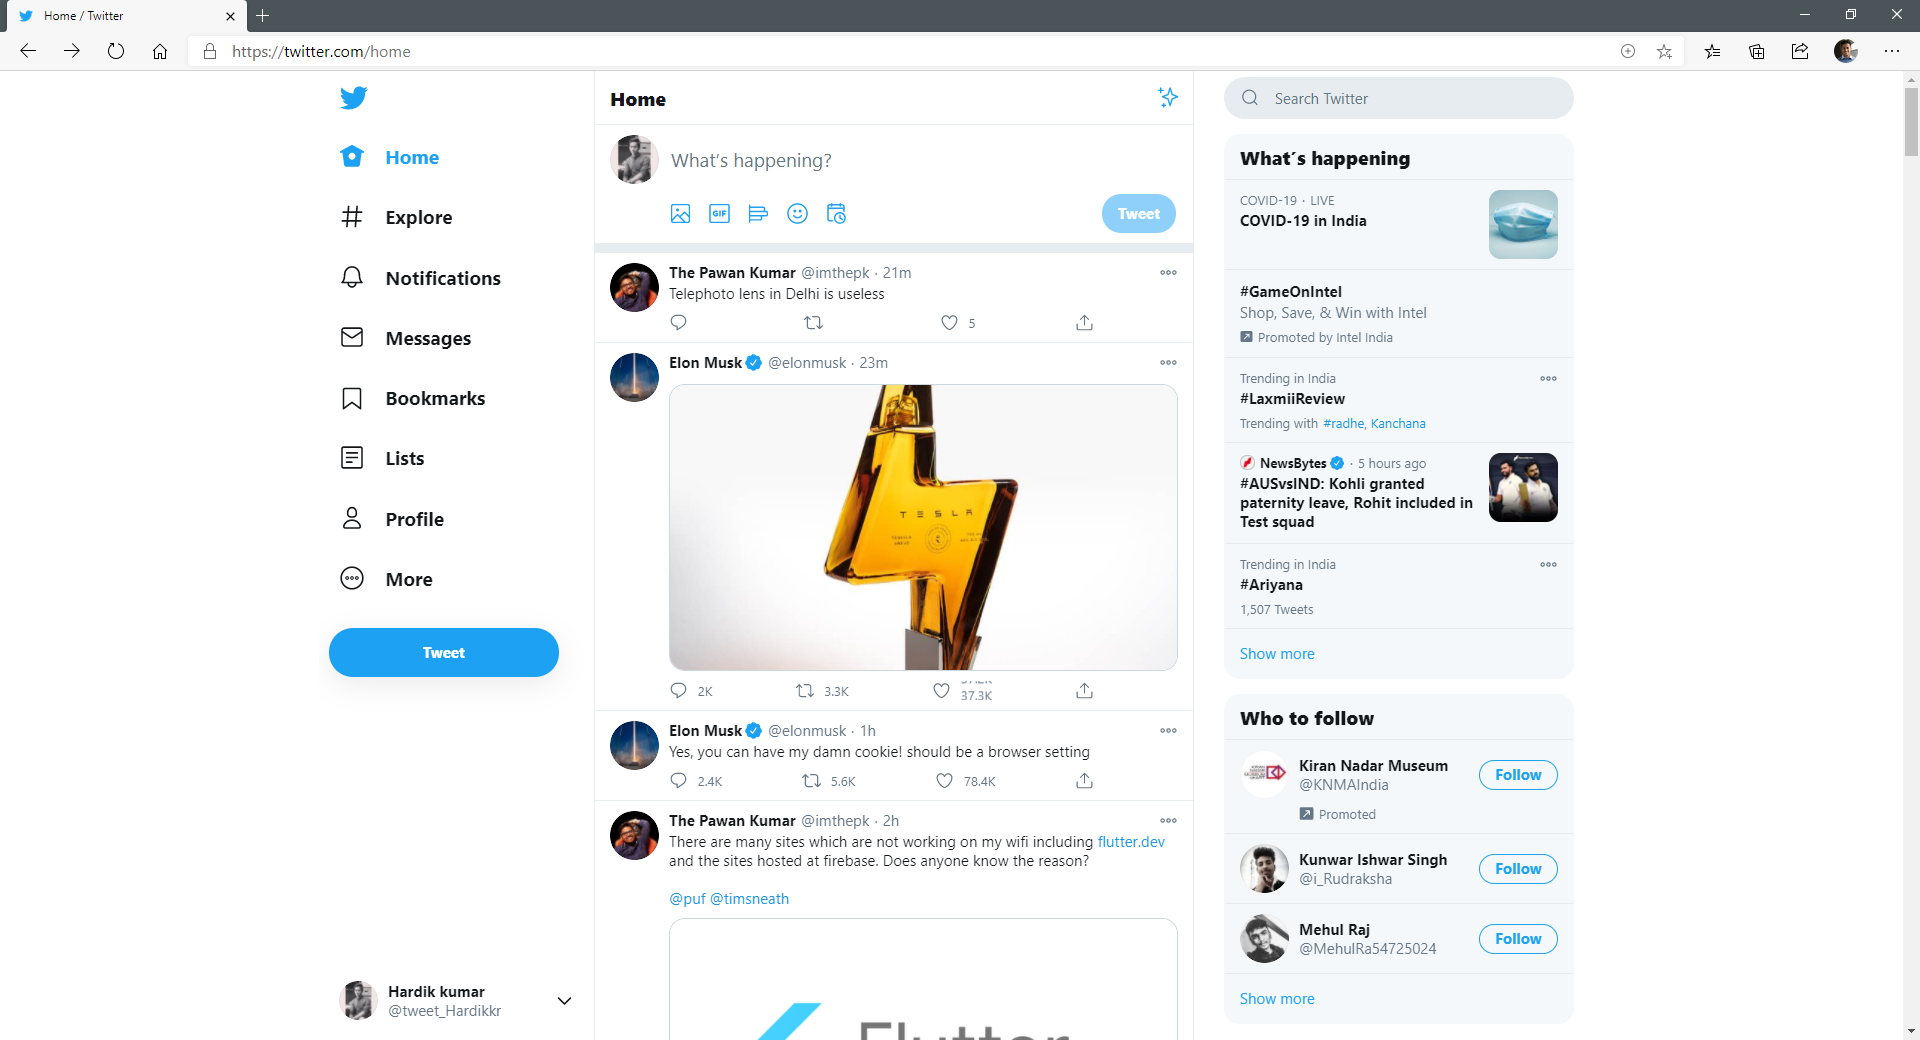 Home / Twitter
https://twitter.com/home
Home
Explore
Notifications
Messages
Bookmarks
Lists
Profile
More
Tweet
Hardik kumar
@tweet_Hardikkr
Home
What's happening?
GIF
Tweet
The Pawan Kumar @imthepk · 21m
Telephoto lens in Delhi is useless
5
Elon Musk @elonmusk · 23m
TESLA
2K 3.3K 37.3K
Elon Musk @elonmusk · 1h
Yes, you can have my damn cookie! should be a browser setting
2.4K 5.6K 78.4K
The Pawan Kumar @imthepk · 2h
There are many sites which are not working on my wifi including flutter.dev
and the sites hosted at firebase. Does anyone know the reason?
@puf @timsneath
Flutter
Search Twitter
What's happening
COVID-19 · LIVE
COVID-19 in India
#GameOnIntel
Shop, Save, & Win with Intel
Promoted by Intel India
Trending in India
#LaxmiiReview
Trending with #radhe, Kanchana
NewsBytes · 5 hours ago
#AUSvsIND: Kohli granted
paternity leave, Rohit included in
Test squad
Trending in India
#Ariyana
1,507 Tweets
Show more
Who to follow
Kiran Nadar Museum
@KNMAIndia
Follow
Promoted
Kunwar Ishwar Singh
@i_Rudraksha
Follow
Mehul Raj
@MehulRa54725024
Follow
Show more